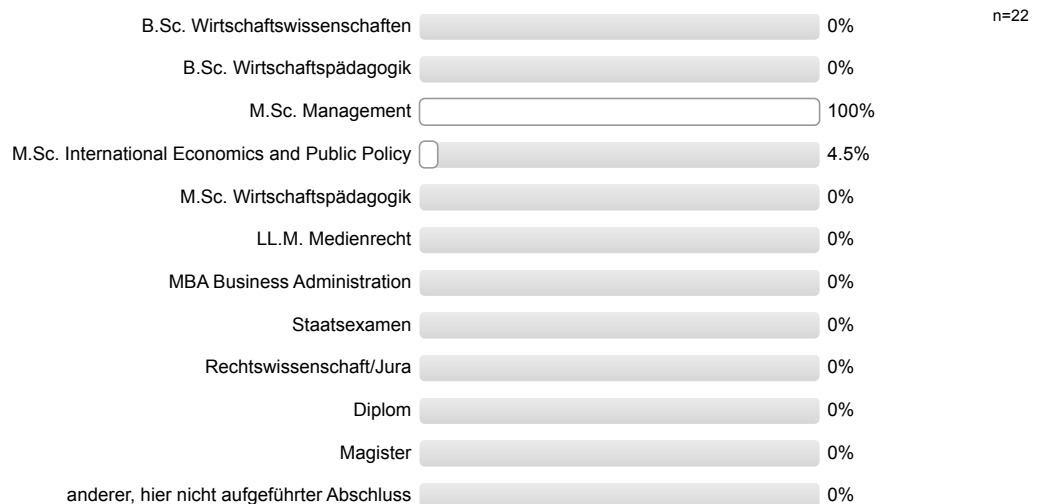 B.Sc. Wirtschaftswissenschaften 0% n=22
B.Sc. Wirtschaftspädagogik 0%
M.Sc. Management 100%
M.Sc. International Economics and Public Policy 4.5%
M.Sc. Wirtschaftspädagogik 0%
LL.M. Medienrecht 0%
MBA Business Administration 0%
Staatsexamen 0%
Rechtswissenschaft/Jura 0%
Diplom 0%
Magister 0%
anderer, hier nicht aufgeführter Abschluss 0%